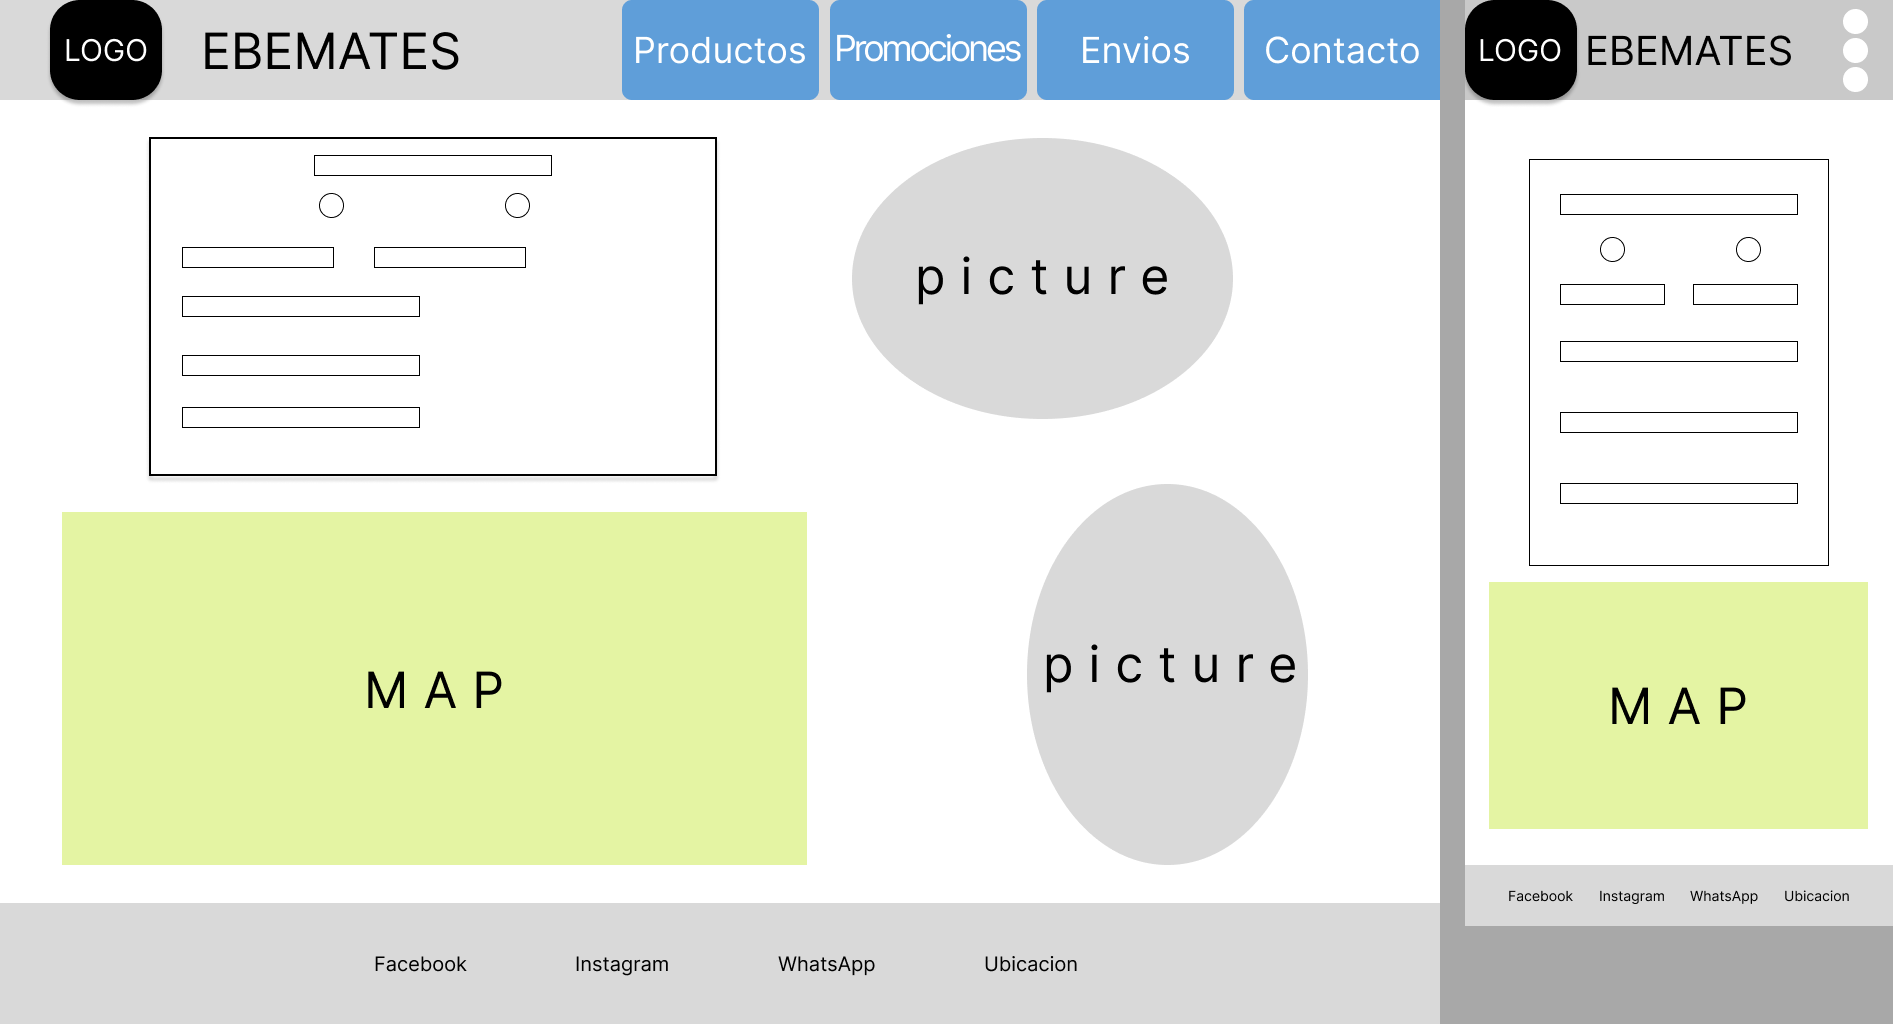 LOGO
EBEMATES
Productos
Promociones
Envios
Contacto
picture
MAP
picture
Facebook
Instagram
WhatsApp
Ubicacion
LOGO
EBEMATES
MAP
Facebook
Instagram
WhatsApp
Ubicacion